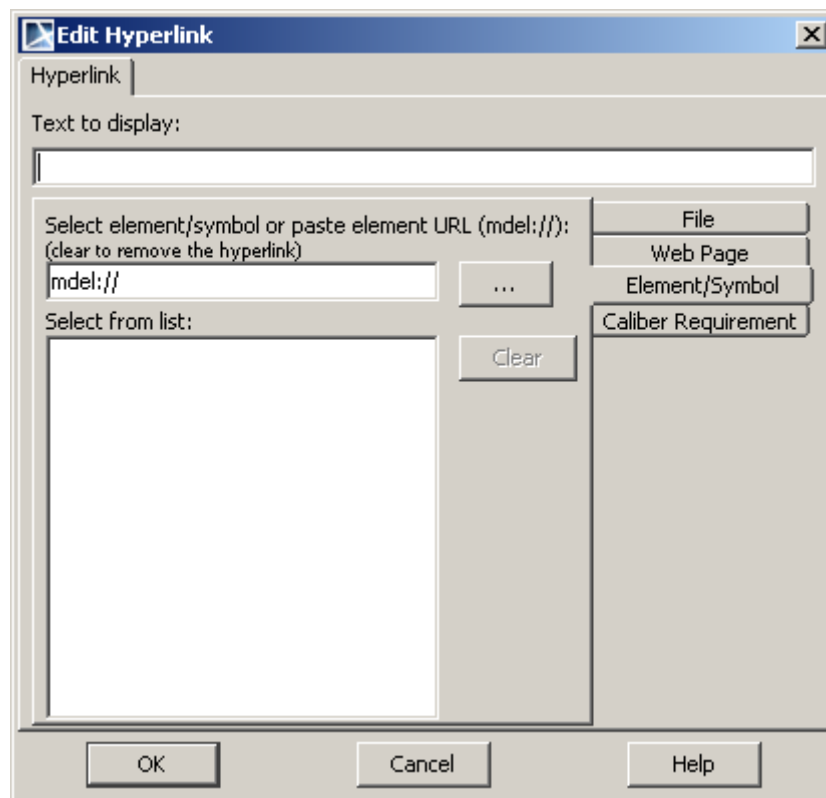 Edit Hyperlink
Hyperlink
Text to display:
Select element/symbol or paste element URL (mdel://):
(clear to remove the hyperlink)
mdel://
...
Select from list:
Clear
File
Web Page
Element/Symbol
Caliber Requirement
OK
Cancel
Help